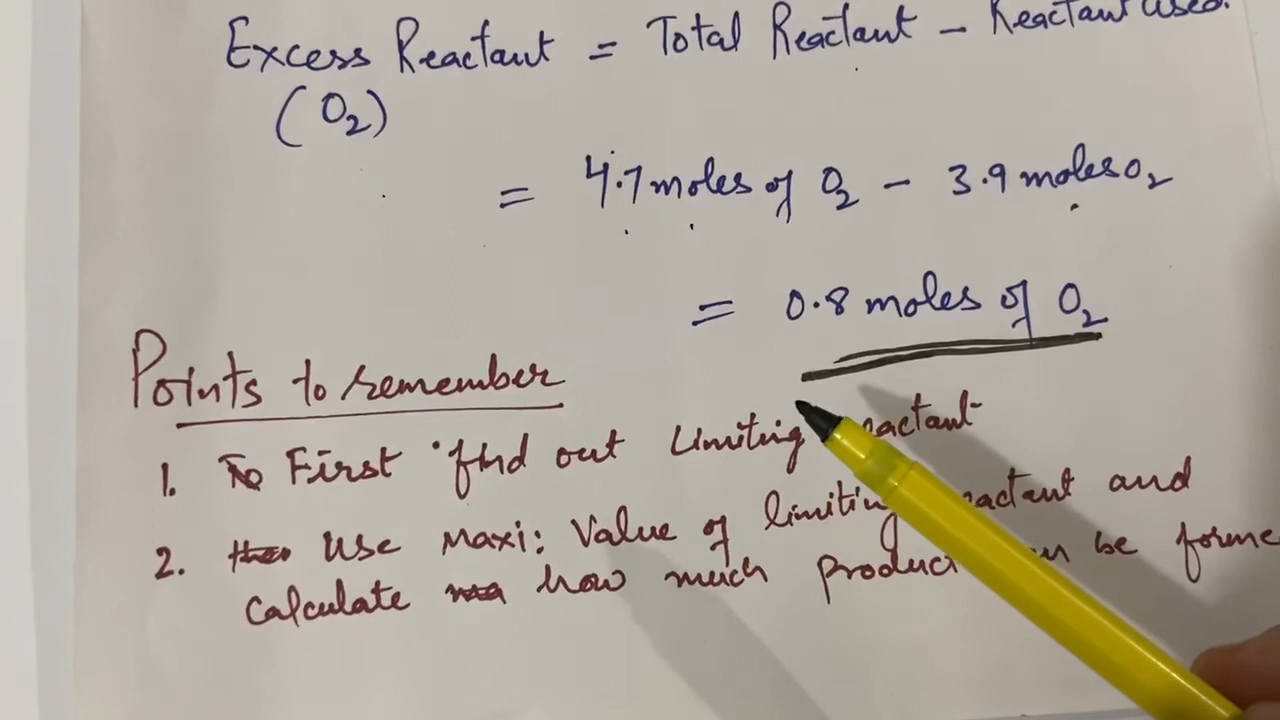 Excess Reactant = Total Reactant - Reactant used.
(O₂)
= 4.7 moles of O₂ - 3.9 moles O₂
= 0.8 moles of O₂
Points to remember
1. First find out Limiting
2. Use Maxi: Value of limiting and
Calculate how much be